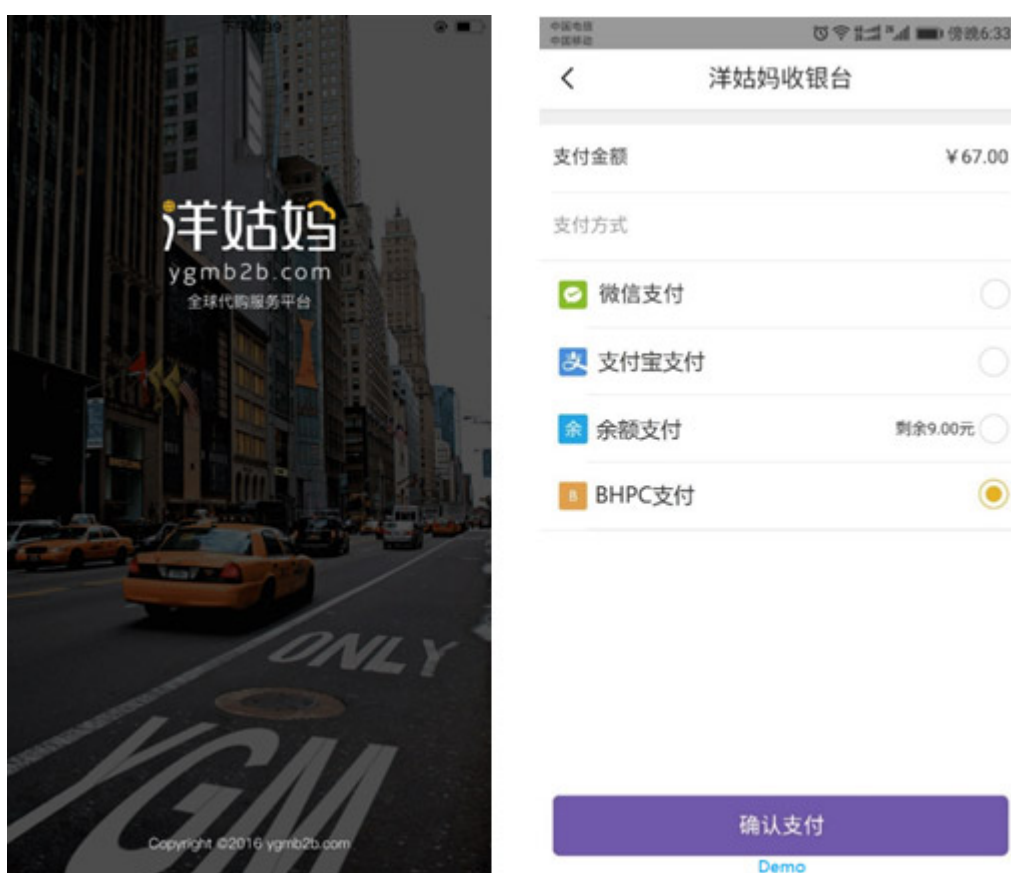 洋姑妈
ygmb2b.com
全球代购服务平台
ONLY
YGM
Copyright ©2016 ygmb2b.com
中国电信
中国移动
傍晚6:33
洋姑妈收银台
支付金额 ¥67.00
支付方式
微信支付
支 支付宝支付
余 余额支付 剩余9.00元
B BHPC支付
确认支付
Demo